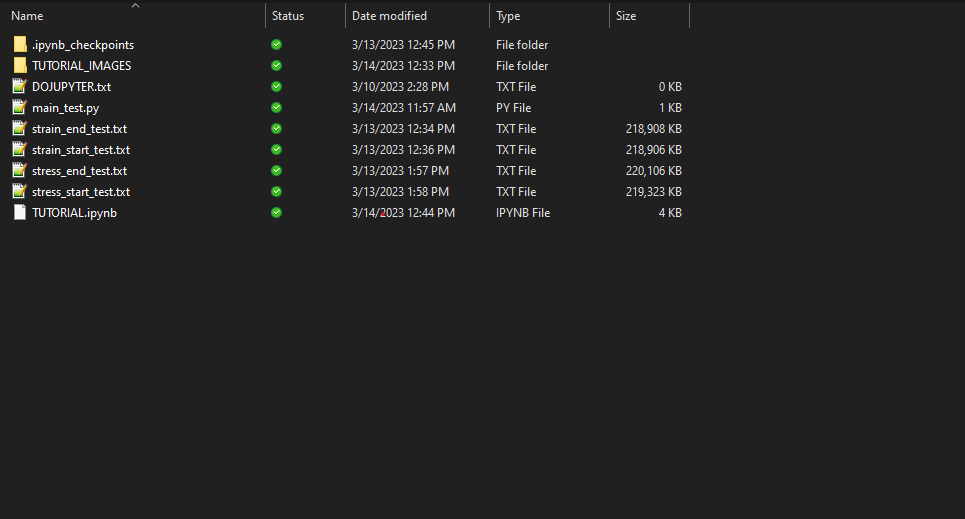 Name Status Date modified Type Size
.ipynb_checkpoints 3/13/2023 12:45 PM File folder
TUTORIAL_IMAGES 3/14/2023 12:33 PM File folder
DOJUPYTER.txt 3/10/2023 2:28 PM TXT File 0 KB
main_test.py 3/14/2023 11:57 AM PY File 1 KB
strain_end_test.txt 3/13/2023 12:34 PM TXT File 218,908 KB
strain_start_test.txt 3/13/2023 12:36 PM TXT File 218,906 KB
stress_end_test.txt 3/13/2023 1:57 PM TXT File 220,106 KB
stress_start_test.txt 3/13/2023 1:58 PM TXT File 219,323 KB
TUTORIAL.ipynb 3/14/2023 12:44 PM IPYNB File 4 KB